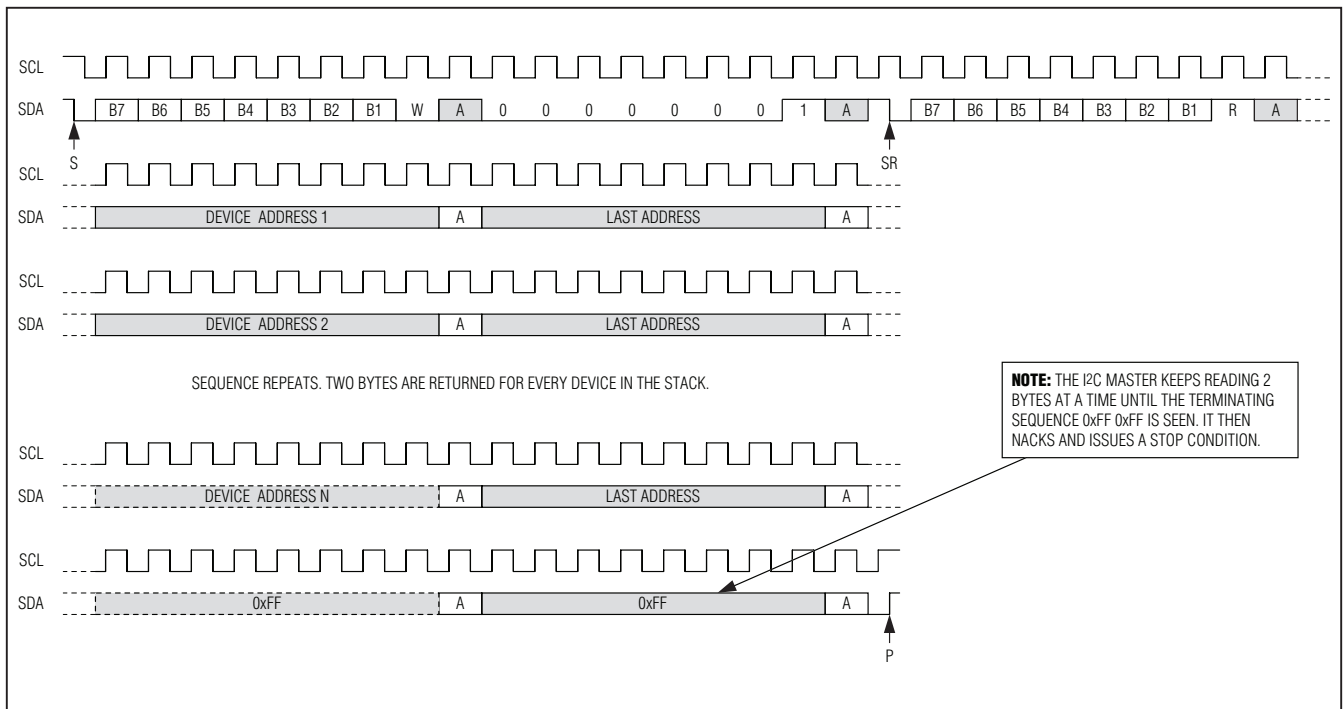 SCL
SDA B7 B6 B5 B4 B3 B2 B1 W A 0 0 0 0 0 0 0 1 A B7 B6 B5 B4 B3 B2 B1 R A
S SR
SCL
SDA DEVICE ADDRESS 1 A LAST ADDRESS A
SCL
SDA DEVICE ADDRESS 2 A LAST ADDRESS A
SEQUENCE REPEATS. TWO BYTES ARE RETURNED FOR EVERY DEVICE IN THE STACK.
NOTE: THE I2C MASTER KEEPS READING 2
BYTES AT A TIME UNTIL THE TERMINATING
SEQUENCE 0xFF 0xFF IS SEEN. IT THEN
NACKS AND ISSUES A STOP CONDITION.
SCL
SDA DEVICE ADDRESS N A LAST ADDRESS A
SCL
SDA 0xFF A 0xFF A
P